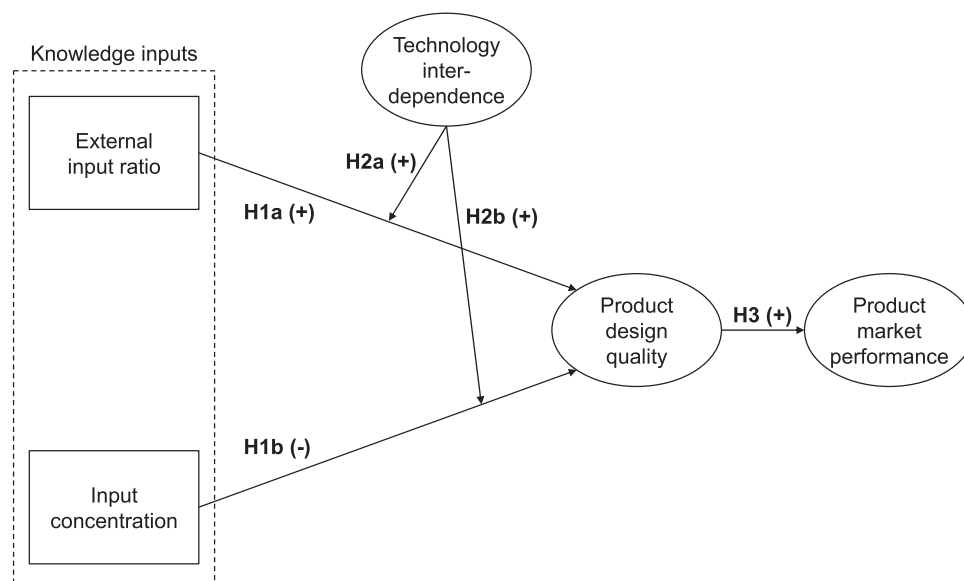 Knowledge inputs
External
input ratio
Technology
inter-
dependence
H2a (+)
H1a (+)
H2b (+)
Product
design
quality
H3 (+)
Product
market
performance
H1b (-)
Input
concentration